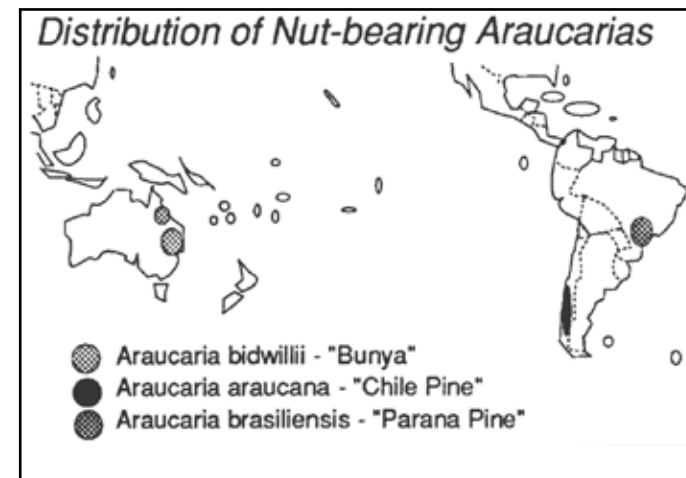 Distribution of Nut-bearing Araucarias
Araucaria bidwillii - "Bunya"
Araucaria araucana - "Chile Pine"
Araucaria brasiliensis - "Parana Pine"